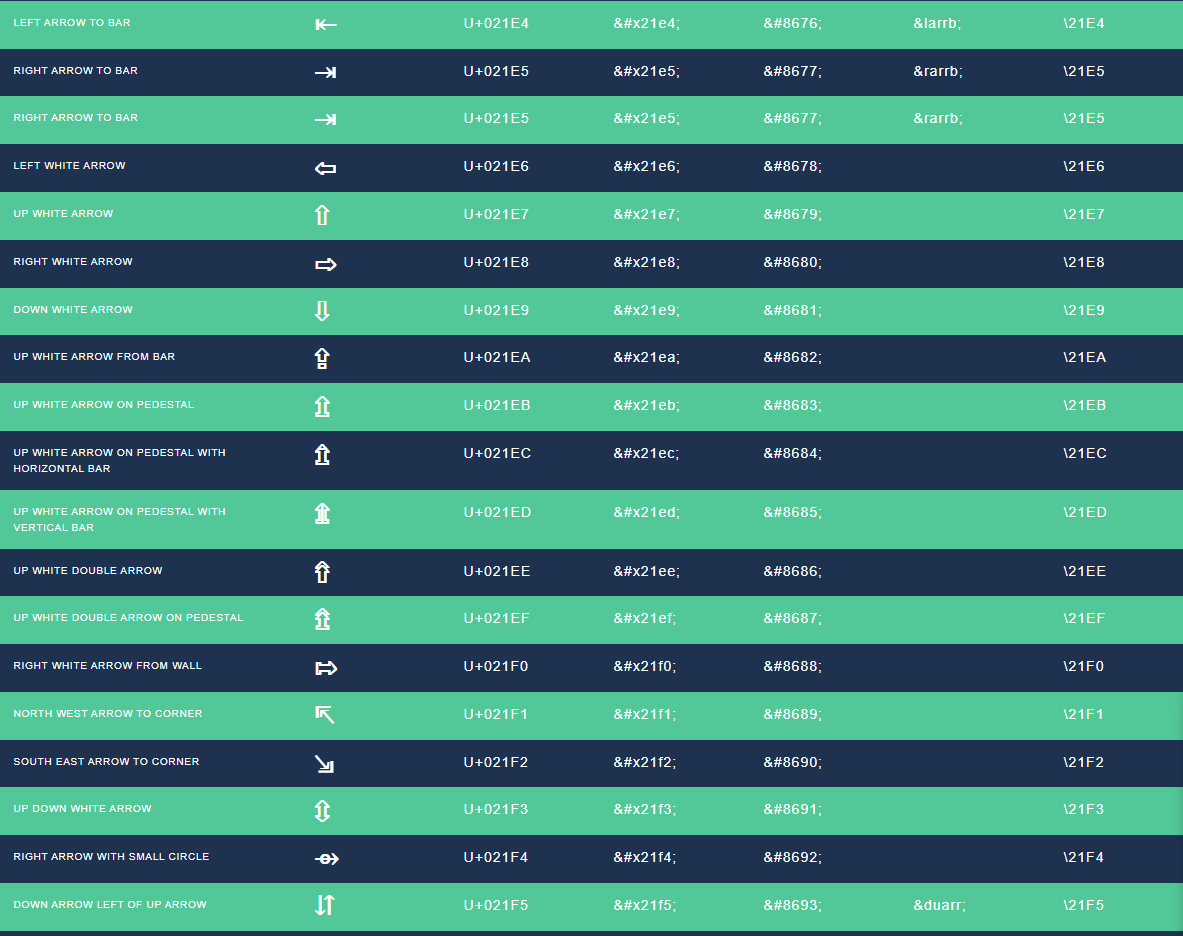 LEFT ARROW TO BAR ⇤ U+021E4 &#x21e4; &#8676; &larrb; \21E4
RIGHT ARROW TO BAR ⇥ U+021E5 &#x21e5; &#8677; &rarrb; \21E5
RIGHT ARROW TO BAR ⇥ U+021E5 &#x21e5; &#8677; &rarrb; \21E5
LEFT WHITE ARROW ⇦ U+021E6 &#x21e6; &#8678; \21E6
UP WHITE ARROW ⇧ U+021E7 &#x21e7; &#8679; \21E7
RIGHT WHITE ARROW ⇨ U+021E8 &#x21e8; &#8680; \21E8
DOWN WHITE ARROW ⇩ U+021E9 &#x21e9; &#8681; \21E9
UP WHITE ARROW FROM BAR ⇪ U+021EA &#x21ea; &#8682; \21EA
UP WHITE ARROW ON PEDESTAL ⇫ U+021EB &#x21eb; &#8683; \21EB
UP WHITE ARROW ON PEDESTAL WITH ⇬ U+021EC &#x21ec; &#8684; \21EC
HORIZONTAL BAR
UP WHITE ARROW ON PEDESTAL WITH ⇭ U+021ED &#x21ed; &#8685; \21ED
VERTICAL BAR
UP WHITE DOUBLE ARROW ⇮ U+021EE &#x21ee; &#8686; \21EE
UP WHITE DOUBLE ARROW ON PEDESTAL ⇯ U+021EF &#x21ef; &#8687; \21EF
RIGHT WHITE ARROW FROM WALL ⇰ U+021F0 &#x21f0; &#8688; \21F0
NORTH WEST ARROW TO CORNER ⇱ U+021F1 &#x21f1; &#8689; \21F1
SOUTH EAST ARROW TO CORNER ⇲ U+021F2 &#x21f2; &#8690; \21F2
UP DOWN WHITE ARROW ⇳ U+021F3 &#x21f3; &#8691; \21F3
RIGHT ARROW WITH SMALL CIRCLE ⇴ U+021F4 &#x21f4; &#8692; \21F4
DOWN ARROW LEFT OF UP ARROW ⇵ U+021F5 &#x21f5; &#8693; &duarr; \21F5